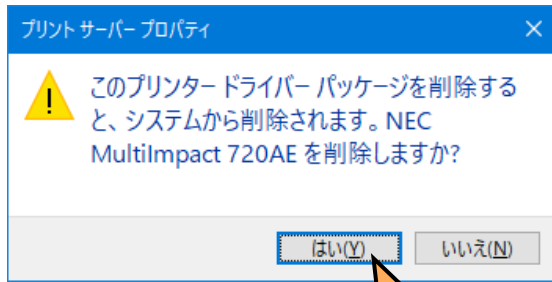 プリント サーバー プロパティ
このプリンター ドライバー パッケージを削除する
と、システムから削除されます。NEC
MultiImpact 720AE を削除しますか?
はい(Y) いいえ(N)